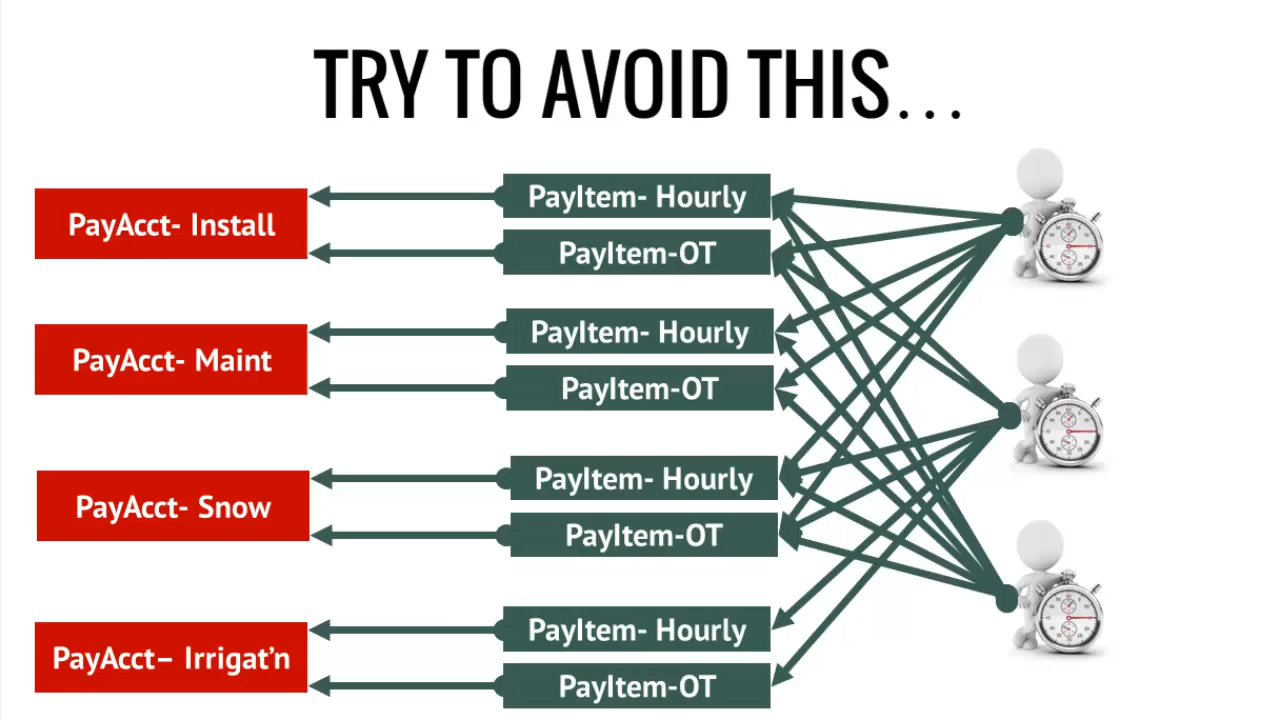 TRY TO AVOID THIS...
PayAcct- Install
PayItem- Hourly
PayItem-OT
PayAcct- Maint
PayItem- Hourly
PayItem-OT
PayAcct- Snow
PayItem- Hourly
PayItem-OT
PayAcct– Irrigat’n
PayItem- Hourly
PayItem-OT